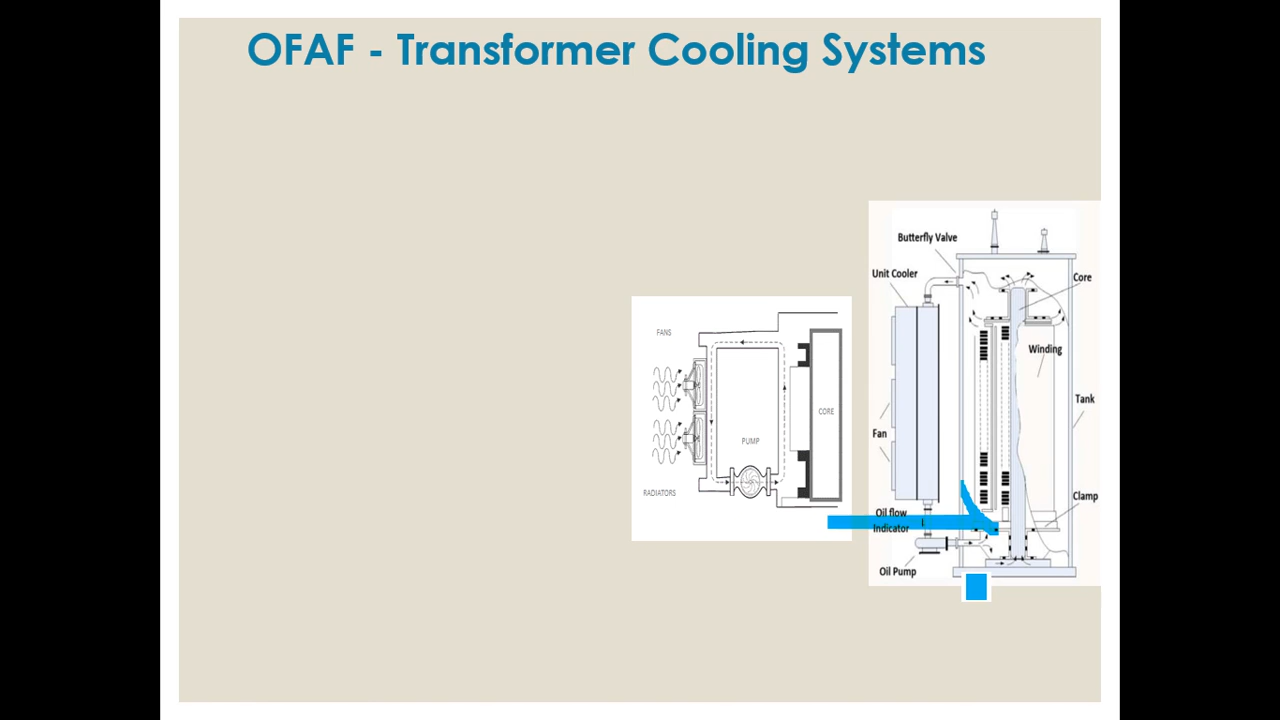 OFAF - Transformer Cooling Systems
FANS
PUMP
CORE
RADIATORS
Butterfly Valve
Unit Cooler
Core
Winding
Tank
Fan
Clamp
Oil flow
Indicator
Oil Pump